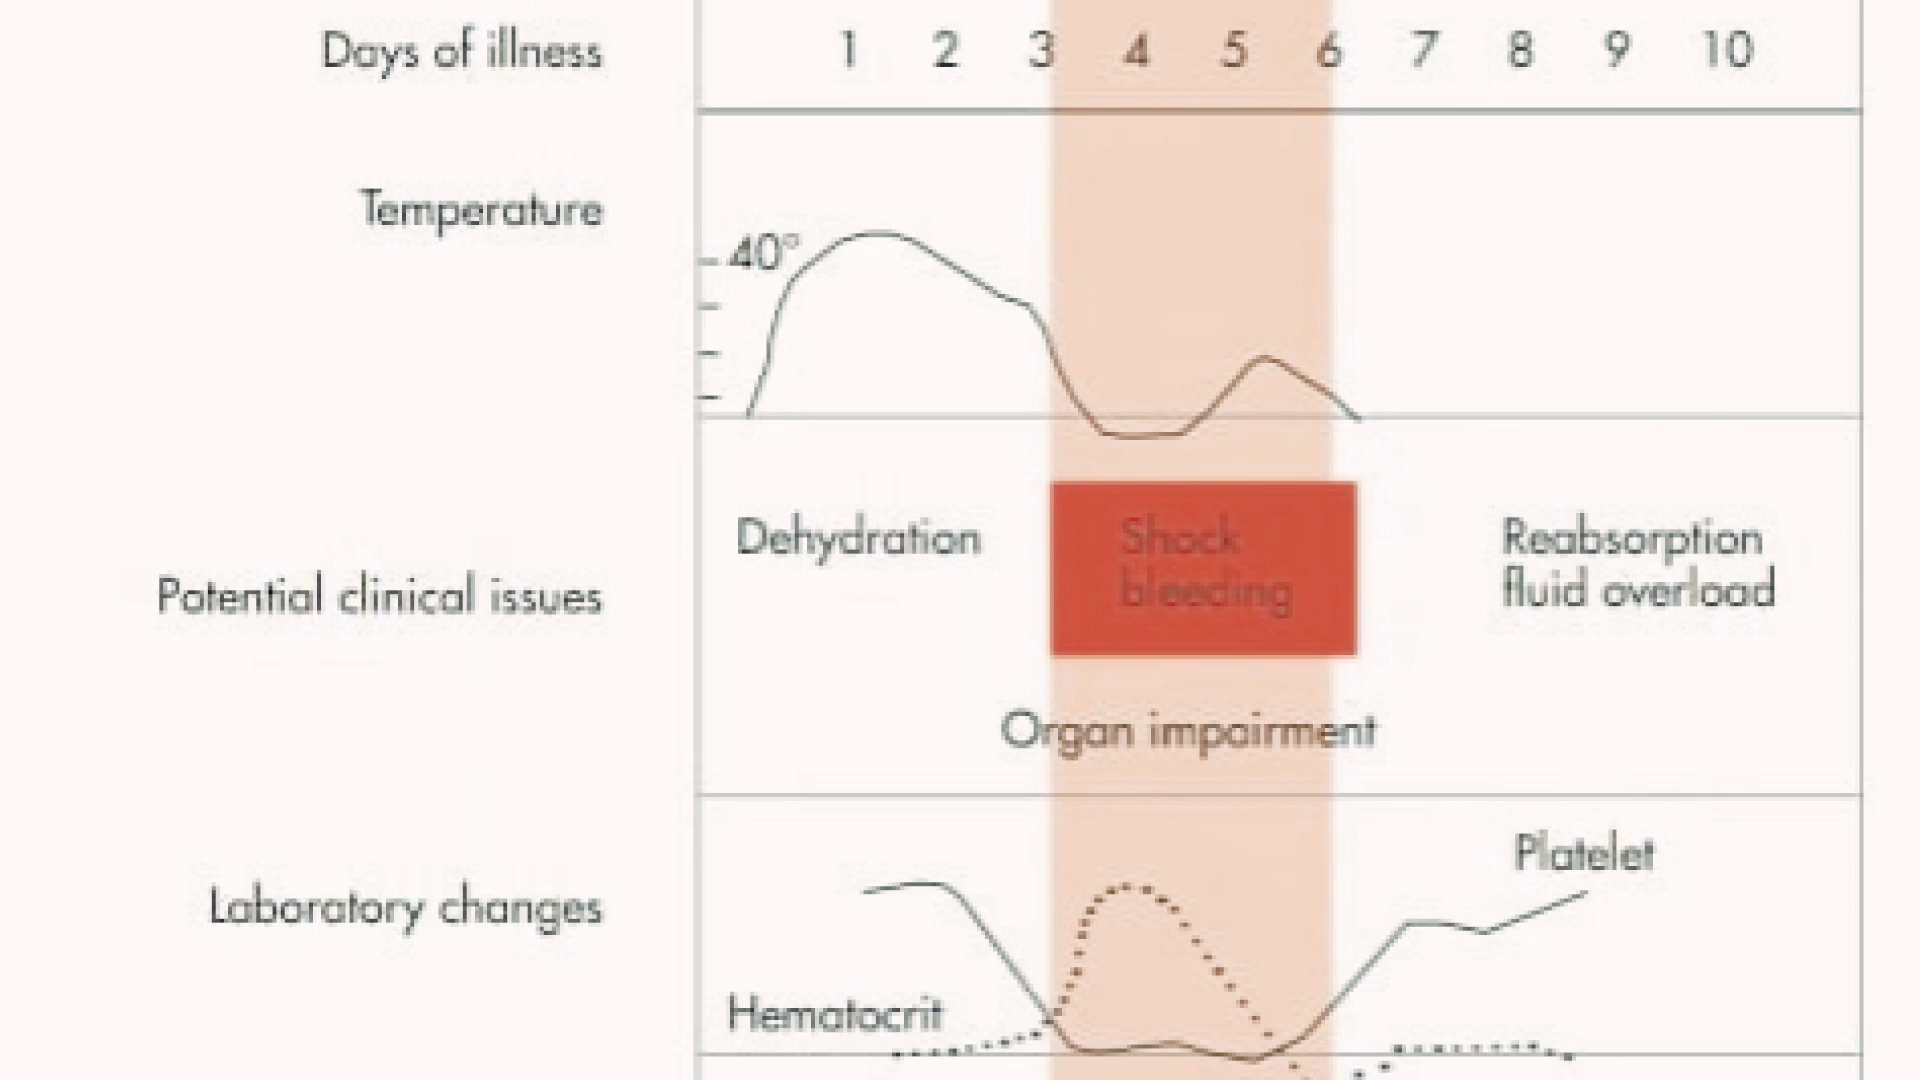 Days of illness 1 2 3 4 5 6 7 8 9 10
Temperature
40°
Potential clinical issues
Dehydration
Shock
bleeding
Reabsorption
fluid overload
Organ impairment
Laboratory changes
Platelet
Hematocrit